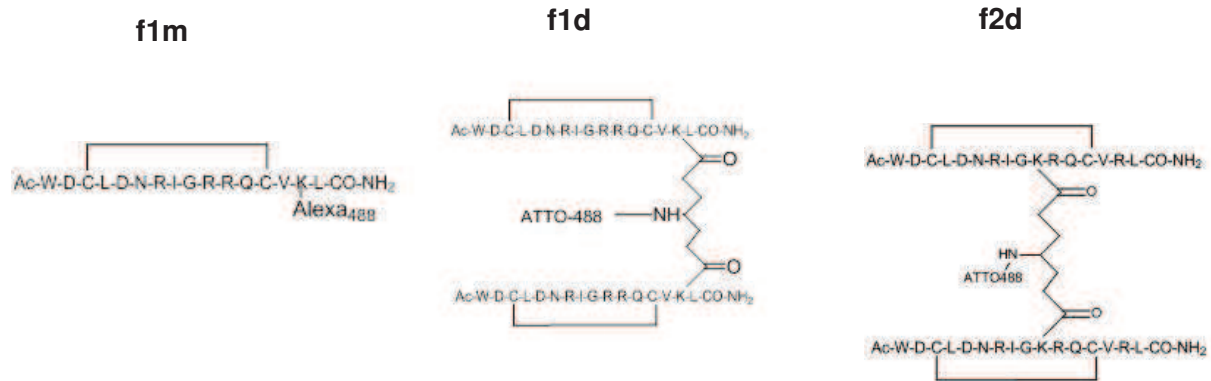 f1m
Ac-W-D-C-L-D-N-R-I-G-R-R-Q-C-V-K-L-CO-NH2
Alexa488
f1d
Ac-W-D-C-L-D-N-R-I-G-R-R-Q-C-V-K-L-CO-NH2
O
ATTO-488
NH
O
Ac-W-D-C-L-D-N-R-I-G-R-R-Q-C-V-K-L-CO-NH2
f2d
Ac-W-D-C-L-D-N-R-I-G-K-R-Q-C-V-R-L-CO-NH2
O
HN
ATTO488
O
Ac-W-D-C-L-D-N-R-I-G-K-R-Q-C-V-R-L-CO-NH2